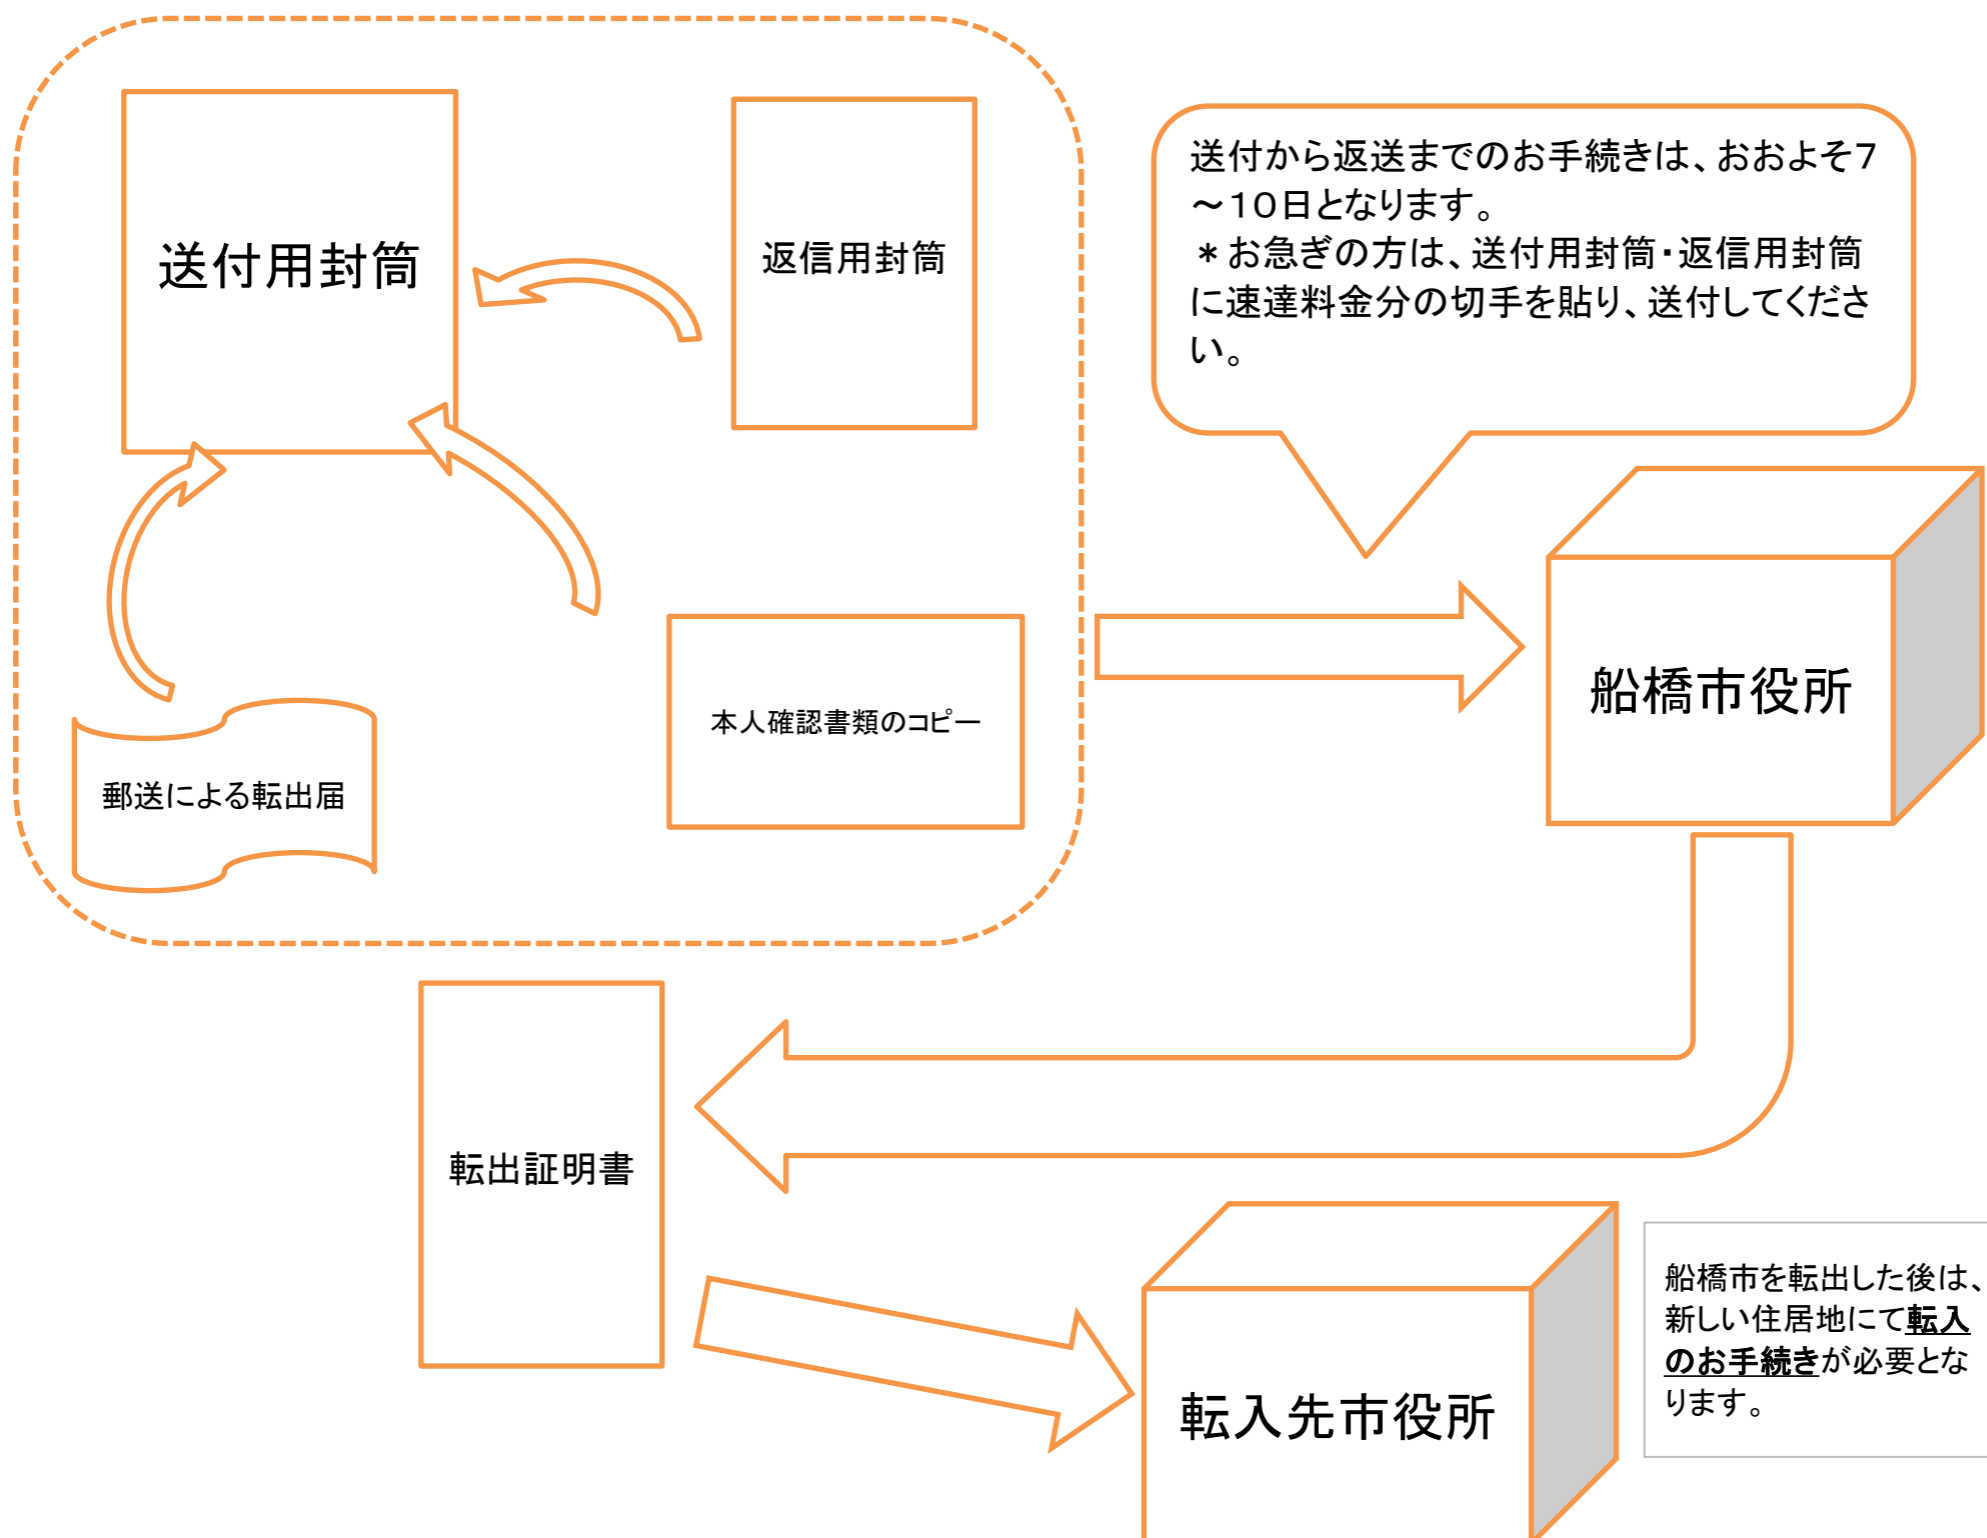 送付用封筒
返信用封筒
送付から返送までのお手続きは、おおよそ7
～10日となります。
＊お急ぎの方は、送付用封筒・返信用封筒
に速達料金分の切手を貼り、送付してくださ
い。
船橋市役所
本人確認書類のコピー
郵送による転出届
転出証明書
転入先市役所
船橋市を転出した後は、
新しい住居地にて転入
のお手続きが必要とな
ります。